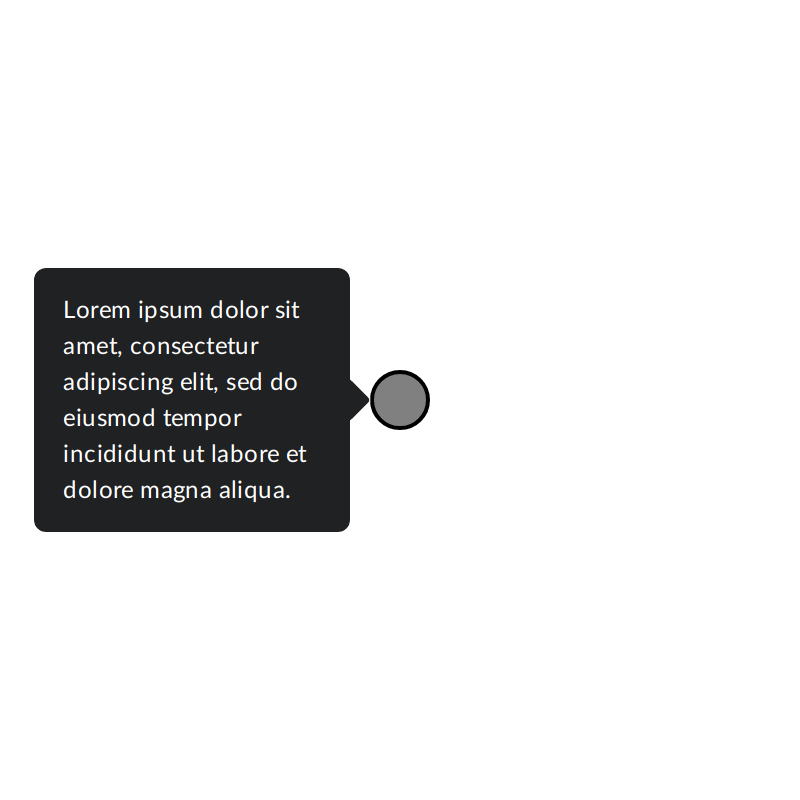 Lorem ipsum dolor sit
amet, consectetur
adipiscing elit, sed do
eiusmod tempor
incididunt ut labore et
dolore magna aliqua.